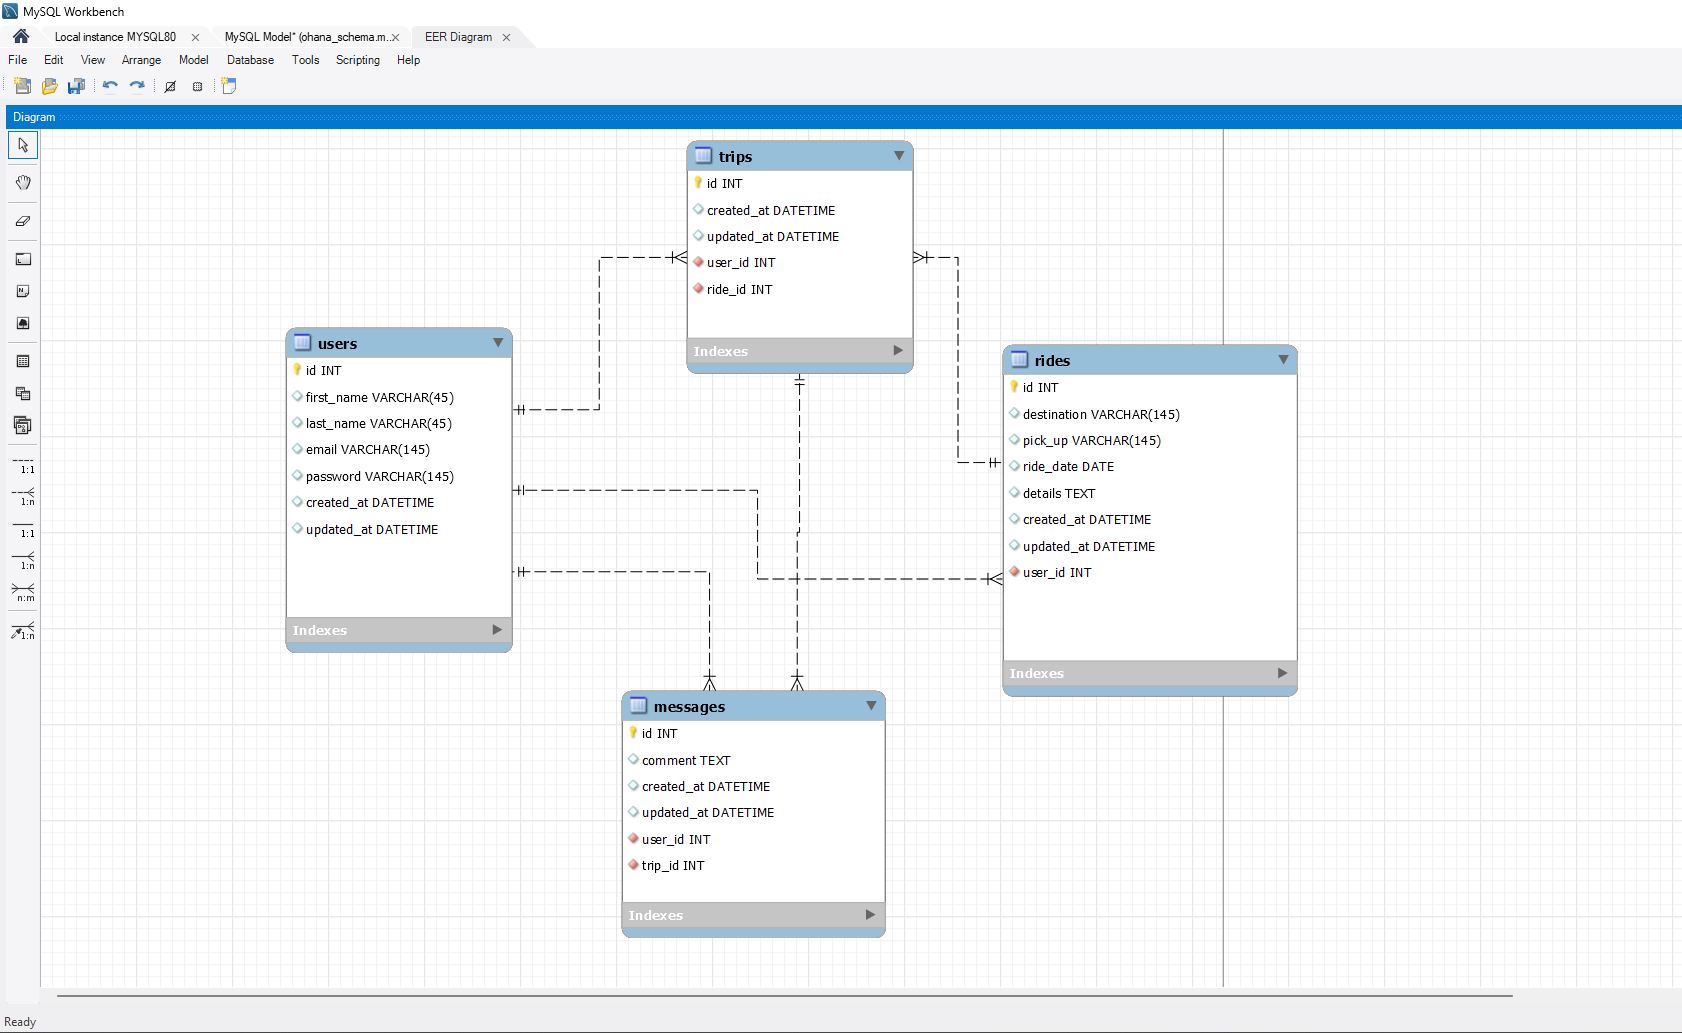 MySQL Workbench
Local instance MYSQL80
MySQL Model* (ohana_schema.m..
EER Diagram
File Edit View Arrange Model Database Tools Scripting Help
Diagram
1:1
1:n
1:1
1:n
n:m
1:n
trips
id INT
created_at DATETIME
updated_at DATETIME
user_id INT
ride_id INT
Indexes
users
id INT
first_name VARCHAR(45)
last_name VARCHAR(45)
email VARCHAR(145)
password VARCHAR(145)
created_at DATETIME
updated_at DATETIME
Indexes
rides
id INT
destination VARCHAR(145)
pick_up VARCHAR(145)
ride_date DATE
details TEXT
created_at DATETIME
updated_at DATETIME
user_id INT
Indexes
messages
id INT
comment TEXT
created_at DATETIME
updated_at DATETIME
user_id INT
trip_id INT
Indexes
Ready